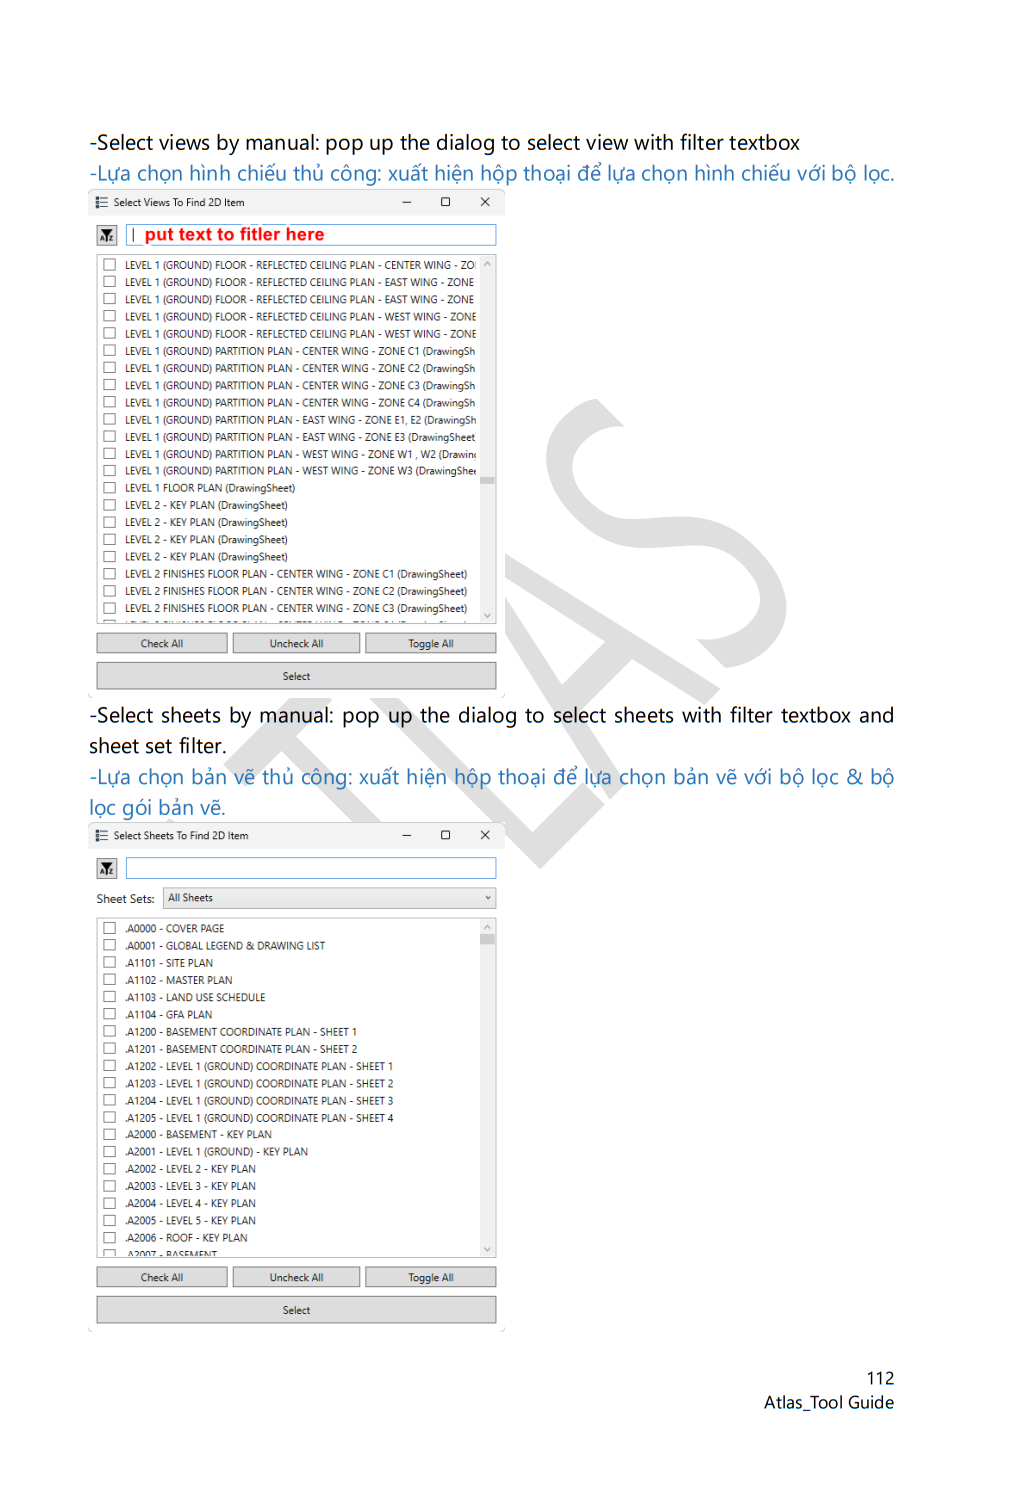 -Select views by manual: pop up the dialog to select view with filter textbox
-Lựa chọn hình chiếu thủ công: xuất hiện hộp thoại để lựa chọn hình chiếu với bộ lọc.
Select Views To Find 2D Item
put text to fitler here
LEVEL 1 (GROUND) FLOOR - REFLECTED CEILING PLAN - CENTER WING - ZO
LEVEL 1 (GROUND) FLOOR - REFLECTED CEILING PLAN - EAST WING - ZONE
LEVEL 1 (GROUND) FLOOR - REFLECTED CEILING PLAN - EAST WING - ZONE
LEVEL 1 (GROUND) FLOOR - REFLECTED CEILING PLAN - WEST WING - ZONE
LEVEL 1 (GROUND) FLOOR - REFLECTED CEILING PLAN - WEST WING - ZONE
LEVEL 1 (GROUND) PARTITION PLAN - CENTER WING - ZONE C1 (DrawingSh
LEVEL 1 (GROUND) PARTITION PLAN - CENTER WING - ZONE C2 (DrawingSh
LEVEL 1 (GROUND) PARTITION PLAN - CENTER WING - ZONE C3 (DrawingSh
LEVEL 1 (GROUND) PARTITION PLAN - CENTER WING - ZONE C4 (DrawingSh
LEVEL 1 (GROUND) PARTITION PLAN - EAST WING - ZONE E1, E2 (DrawingSh
LEVEL 1 (GROUND) PARTITION PLAN - EAST WING - ZONE E3 (DrawingSheet
LEVEL 1 (GROUND) PARTITION PLAN - WEST WING - ZONE W1 , W2 (Drawin
LEVEL 1 (GROUND) PARTITION PLAN - WEST WING - ZONE W3 (DrawingShe
LEVEL 1 FLOOR PLAN (DrawingSheet)
LEVEL 2 - KEY PLAN (DrawingSheet)
LEVEL 2 - KEY PLAN (DrawingSheet)
LEVEL 2 - KEY PLAN (DrawingSheet)
LEVEL 2 - KEY PLAN (DrawingSheet)
LEVEL 2 FINISHES FLOOR PLAN - CENTER WING - ZONE C1 (DrawingSheet)
LEVEL 2 FINISHES FLOOR PLAN - CENTER WING - ZONE C2 (DrawingSheet)
LEVEL 2 FINISHES FLOOR PLAN - CENTER WING - ZONE C3 (DrawingSheet)
Check All Uncheck All Toggle All
Select
-Select sheets by manual: pop up the dialog to select sheets with filter textbox and
sheet set filter.
-Lựa chọn bản vẽ thủ công: xuất hiện hộp thoại để lựa chọn bản vẽ với bộ lọc & bộ
lọc gói bản vẽ.
Select Sheets To Find 2D Item
Sheet Sets: All Sheets
.A0000 - COVER PAGE
.A0001 - GLOBAL LEGEND & DRAWING LIST
.A1101 - SITE PLAN
.A1102 - MASTER PLAN
.A1103 - LAND USE SCHEDULE
.A1104 - GFA PLAN
.A1200 - BASEMENT COORDINATE PLAN - SHEET 1
.A1201 - BASEMENT COORDINATE PLAN - SHEET 2
.A1202 - LEVEL 1 (GROUND) COORDINATE PLAN - SHEET 1
.A1203 - LEVEL 1 (GROUND) COORDINATE PLAN - SHEET 2
.A1204 - LEVEL 1 (GROUND) COORDINATE PLAN - SHEET 3
.A1205 - LEVEL 1 (GROUND) COORDINATE PLAN - SHEET 4
.A2000 - BASEMENT - KEY PLAN
.A2001 - LEVEL 1 (GROUND) - KEY PLAN
.A2002 - LEVEL 2 - KEY PLAN
.A2003 - LEVEL 3 - KEY PLAN
.A2004 - LEVEL 4 - KEY PLAN
.A2005 - LEVEL 5 - KEY PLAN
.A2006 - ROOF - KEY PLAN
.A2007 - BASEMENT
Check All Uncheck All Toggle All
Select
112
Atlas_Tool Guide